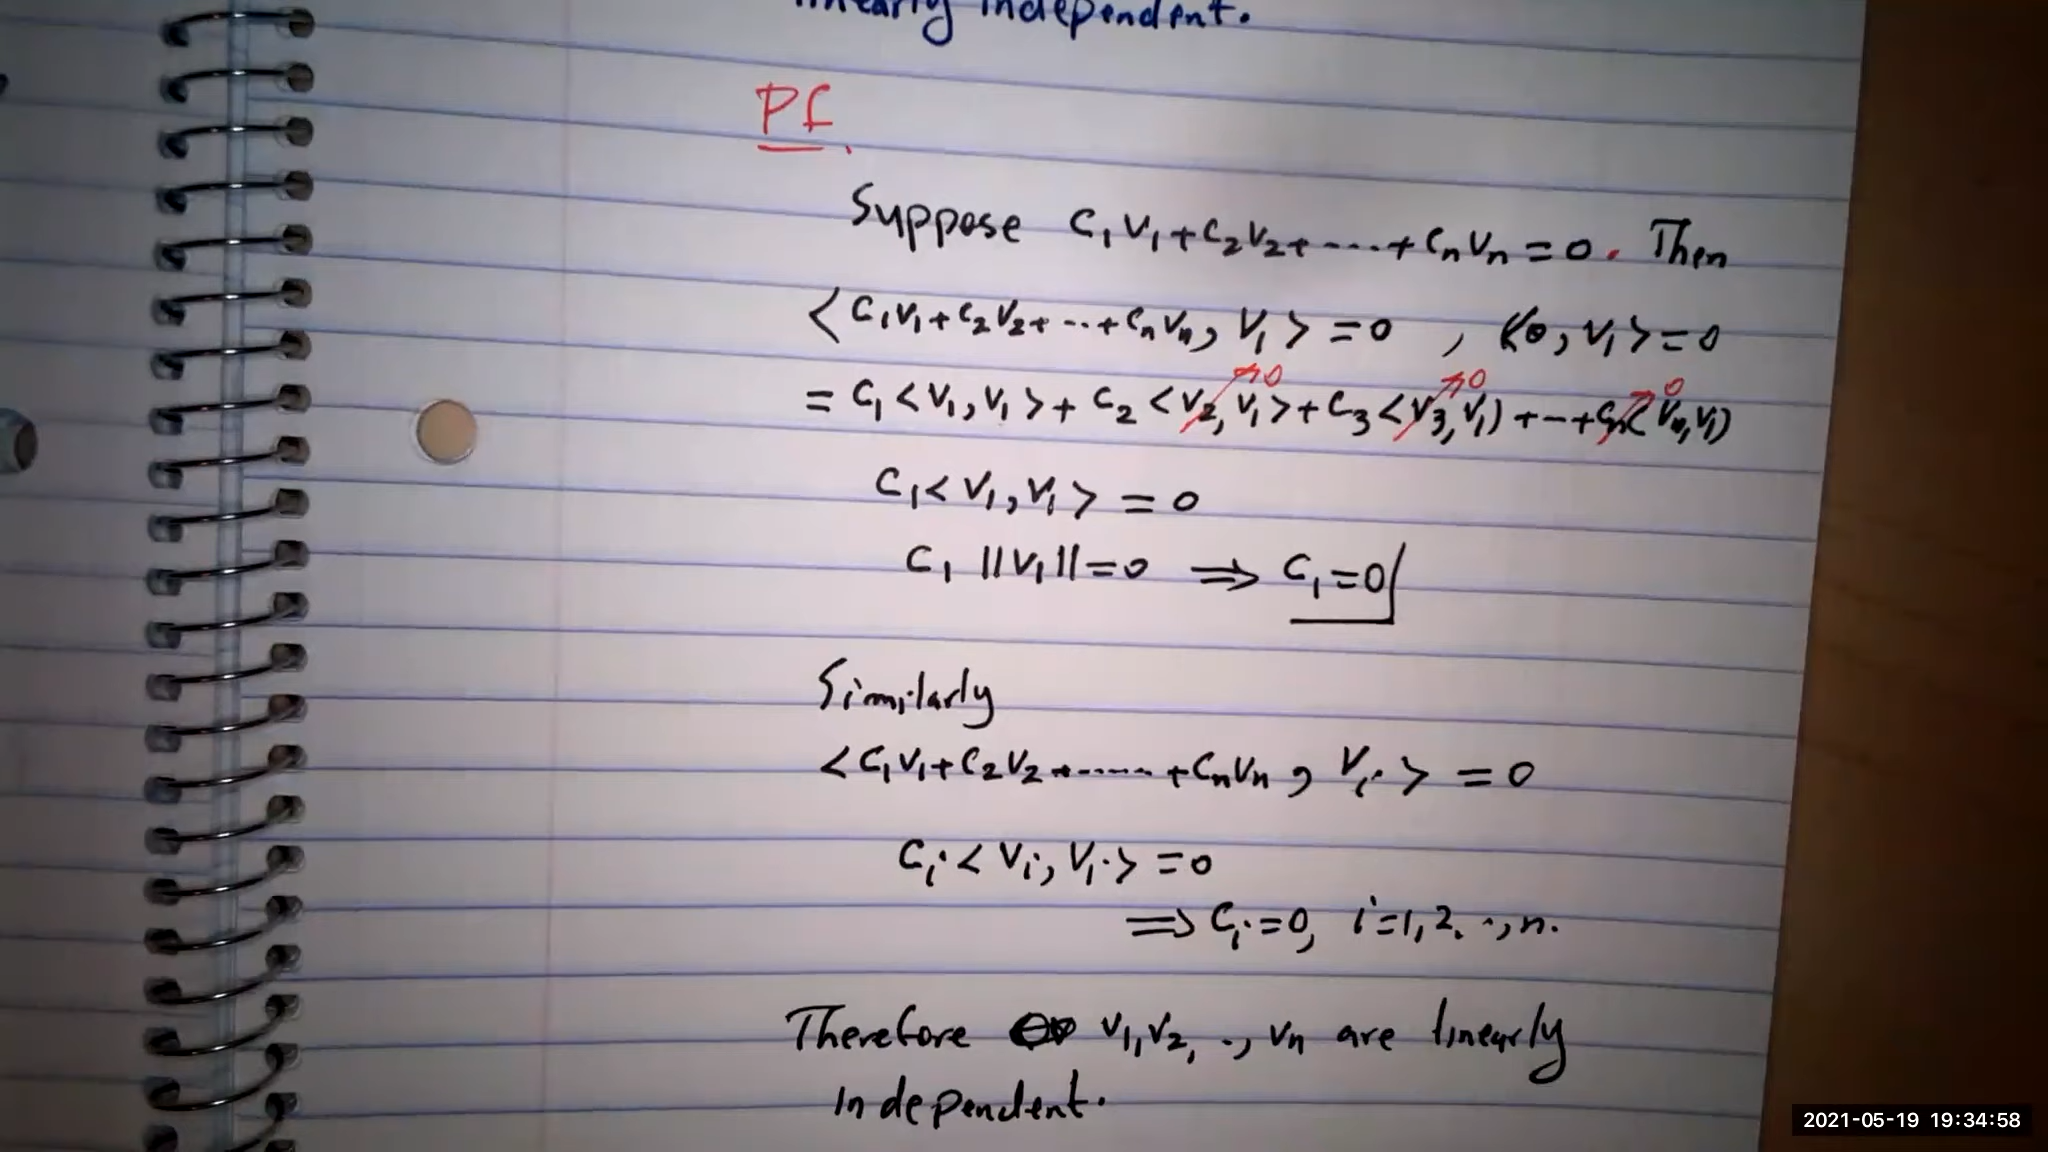 linearly independent.
Pf.
Suppose c₁v₁+c₂v₂+----+cₙvₙ=0. Then
<c₁v₁+c₂v₂+--+cₙvₙ, v₁> =0 , <0, v₁>=0
= c₁<v₁,v₁>+ c₂<v₂,v₁>+c₃<v₃,v₁)+--+cₙ<vₙ,v₁)
0 0 0
c₁<v₁,v₁> =0
c₁ ||v₁||=0 ⟹ c₁=0
Similarly
<c₁v₁+c₂v₂+------+cₙvₙ, vᵢ> =0
cᵢ<vᵢ,vᵢ> =0
⟹ cᵢ=0, i=1,2. .,n.
Therefore v₁,v₂, ., vₙ are linearly
independent.
2021-05-19 19:34:58